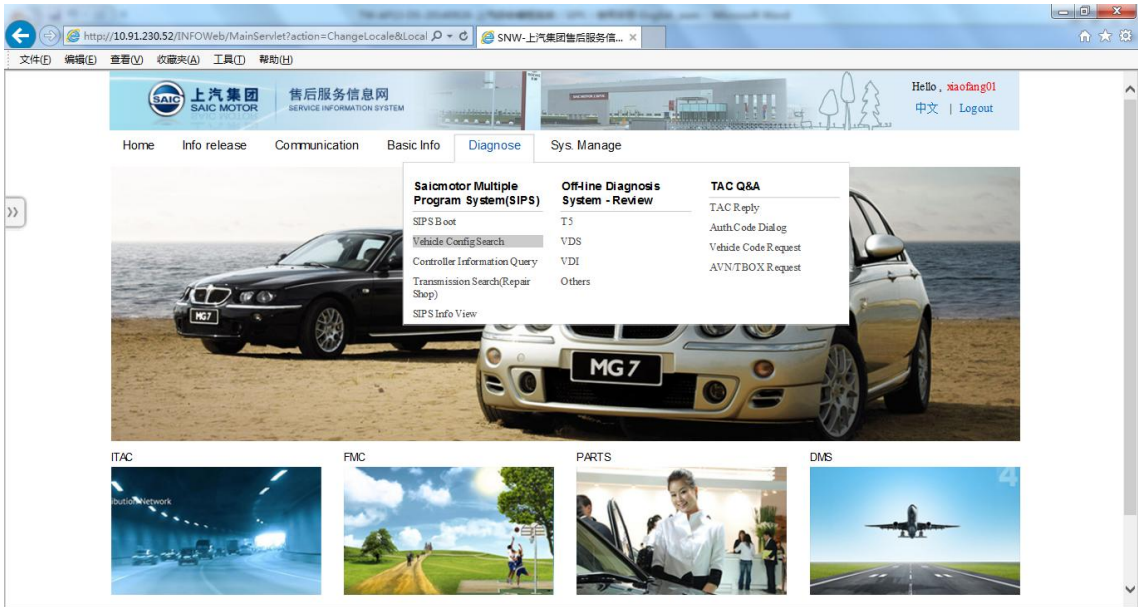 http://10.91.230.52/INFOWeb/MainServlet?action=ChangeLocale&Local
SNW-上汽集团售后服务信...
文件(F) 编辑(E) 查看(V) 收藏夹(A) 工具(T) 帮助(H)
SAIC 上汽集团 售后服务信息网
SAIC MOTOR SERVICE INFORMATION SYSTEM
Hello , xiaofang01
中文 | Logout
Home Info release Communication Basic Info Diagnose Sys. Manage
Saicmotor Multiple
Program System(SIPS)
SIPS Boot
Vehicle Config Search
Controller Information Query
Transmission Search(Repair
Shop)
SIPS Info View
Off-line Diagnosis
System - Review
T5
VDS
VDI
Others
TAC Q&A
TAC Reply
Auth Code Dialog
Vehicle Code Request
AVN/TBOX Request
MG7
MG7
ITAC FMC PARTS DMS
ibution Network
4